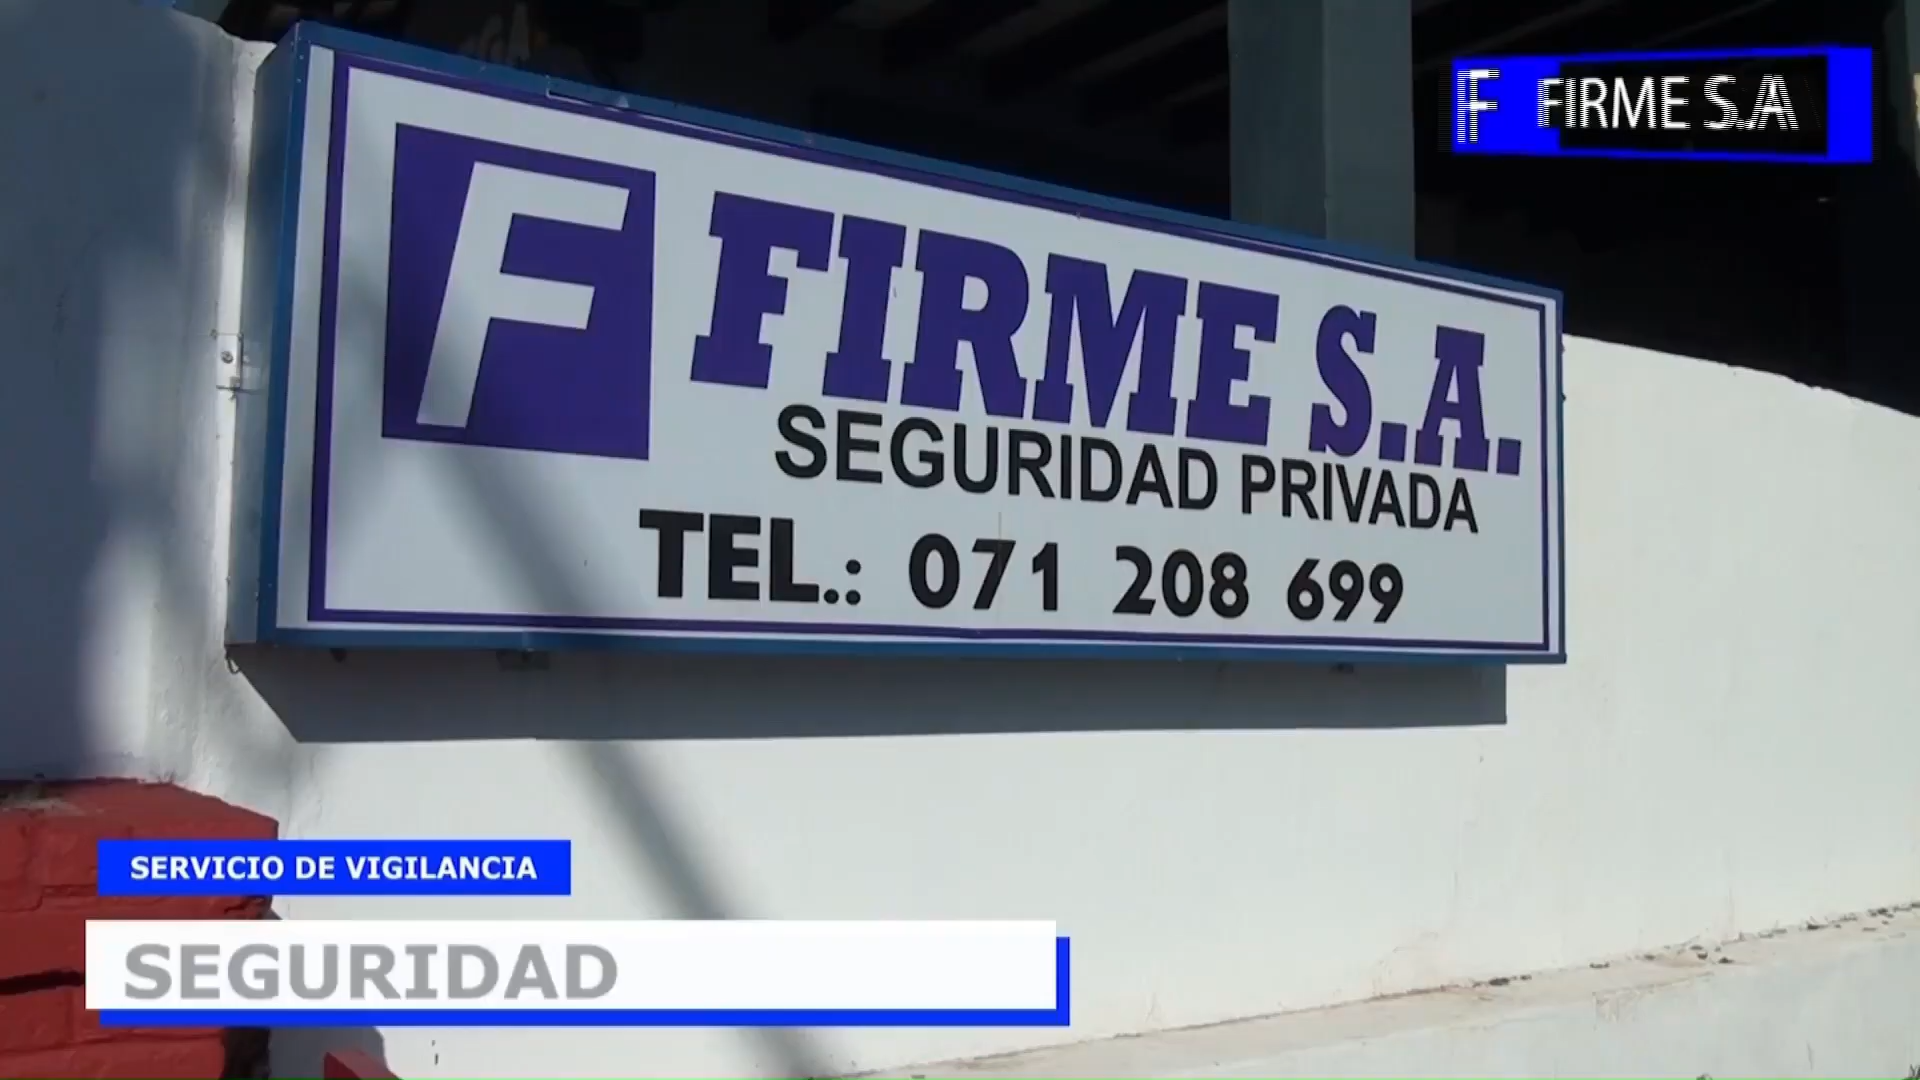 F FIRME S.A
F FIRME S.A.
SEGURIDAD PRIVADA
TEL.: 071 208 699
SERVICIO DE VIGILANCIA
SEGURIDAD